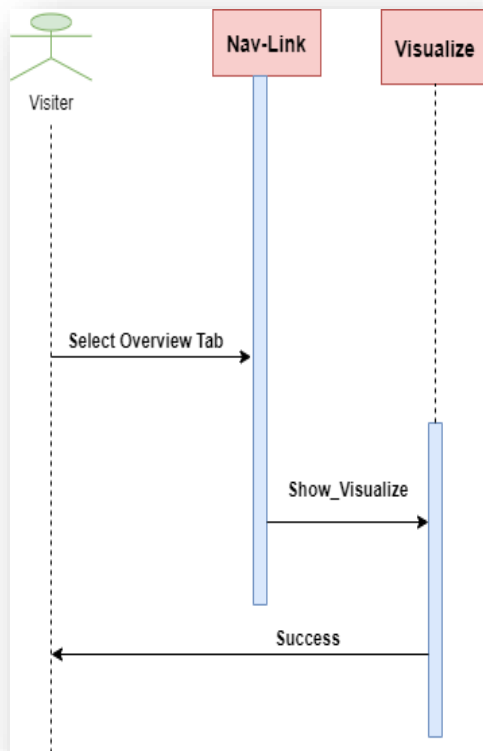 Nav-Link
Visualize
Visiter
Select Overview Tab
Show_Visualize
Success